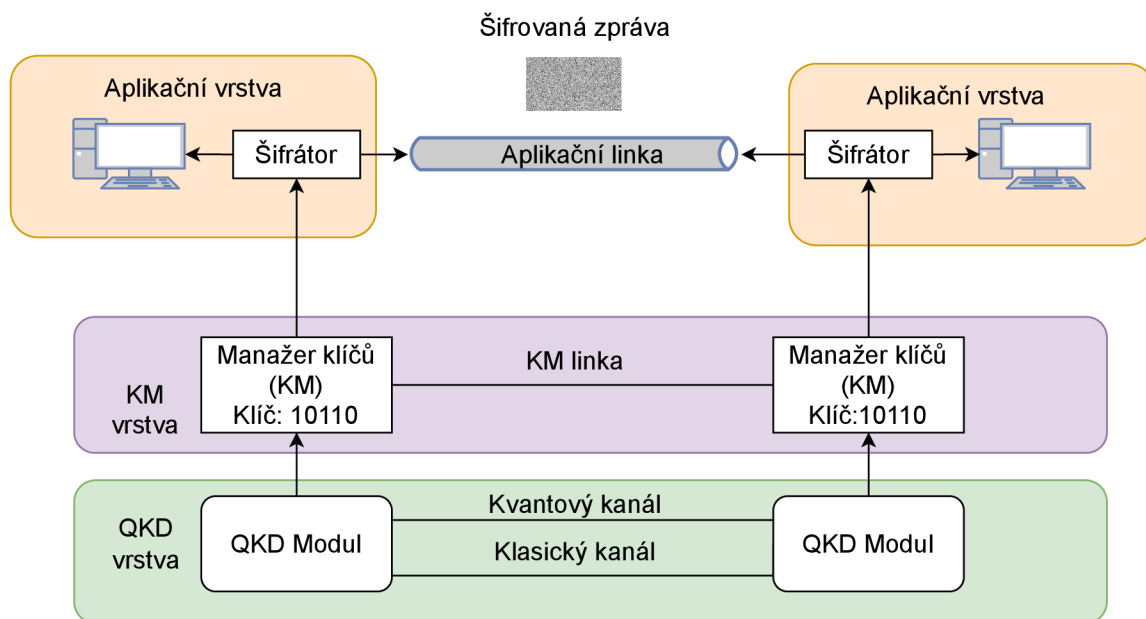 Šifrovaná zpráva
Aplikační vrstva
Aplikační vrstva
Šifrátor
Aplikační linka
Šifrátor
KM
vrstva
Manažer klíčů
(KM)
Klíč: 10110
KM linka
Manažer klíčů
(KM)
Klíč:10110
QKD
vrstva
QKD Modul
Kvantový kanál
Klasický kanál
QKD Modul